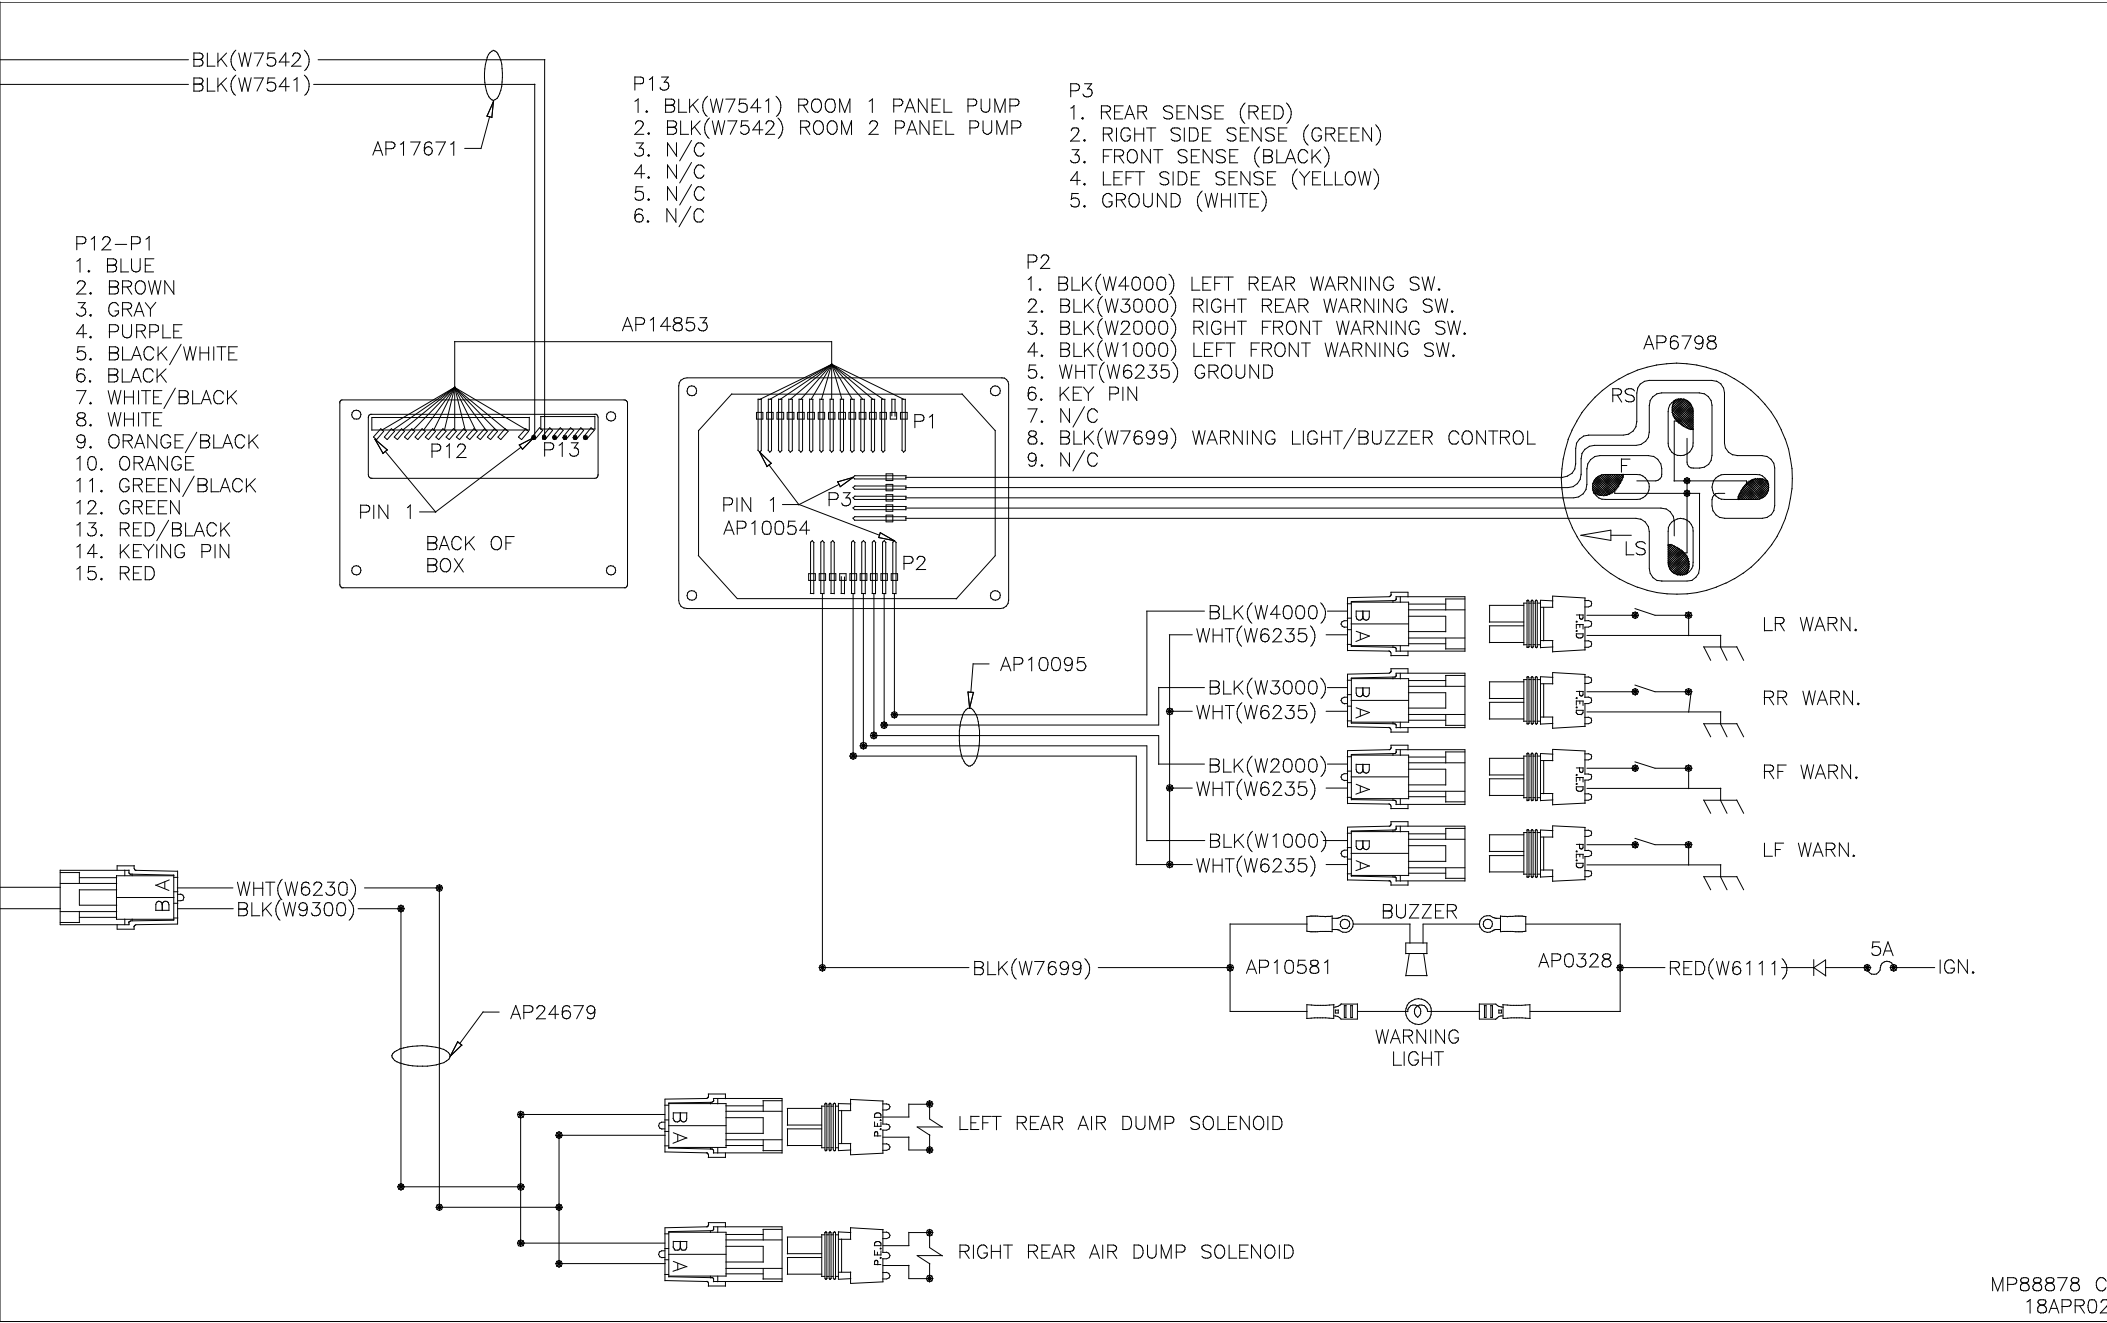 BLK(W7542)
BLK(W7541)
AP17671
P13
1. BLK(W7541) ROOM 1 PANEL PUMP
2. BLK(W7542) ROOM 2 PANEL PUMP
3. N/C
4. N/C
5. N/C
6. N/C
P3
1. REAR SENSE (RED)
2. RIGHT SIDE SENSE (GREEN)
3. FRONT SENSE (BLACK)
4. LEFT SIDE SENSE (YELLOW)
5. GROUND (WHITE)
P12-P1
1. BLUE
2. BROWN
3. GRAY
4. PURPLE
5. BLACK/WHITE
6. BLACK
7. WHITE/BLACK
8. WHITE
9. ORANGE/BLACK
10. ORANGE
11. GREEN/BLACK
12. GREEN
13. RED/BLACK
14. KEYING PIN
15. RED
P2
1. BLK(W4000) LEFT REAR WARNING SW.
2. BLK(W3000) RIGHT REAR WARNING SW.
3. BLK(W2000) RIGHT FRONT WARNING SW.
4. BLK(W1000) LEFT FRONT WARNING SW.
5. WHT(W6235) GROUND
6. KEY PIN
7. N/C
8. BLK(W7699) WARNING LIGHT/BUZZER CONTROL
9. N/C
AP14853
P12
P13
PIN 1
BACK OF
BOX
P1
P3
PIN 1
AP10054
P2
AP6798
RS
F
LS
AP10095
BLK(W4000)
WHT(W6235)
B
A
P.E.D
LR WARN.
BLK(W3000)
WHT(W6235)
B
A
P.E.D
RR WARN.
BLK(W2000)
WHT(W6235)
B
A
P.E.D
RF WARN.
BLK(W1000)
WHT(W6235)
B
A
P.E.D
LF WARN.
A
B
WHT(W6230)
BLK(W9300)
BUZZER
BLK(W7699)
AP10581
AP0328
RED(W6111)
5A
IGN.
WARNING
LIGHT
AP24679
B
A
P.E.D
LEFT REAR AIR DUMP SOLENOID
B
A
P.E.D
RIGHT REAR AIR DUMP SOLENOID
MP88878 C
18APR02